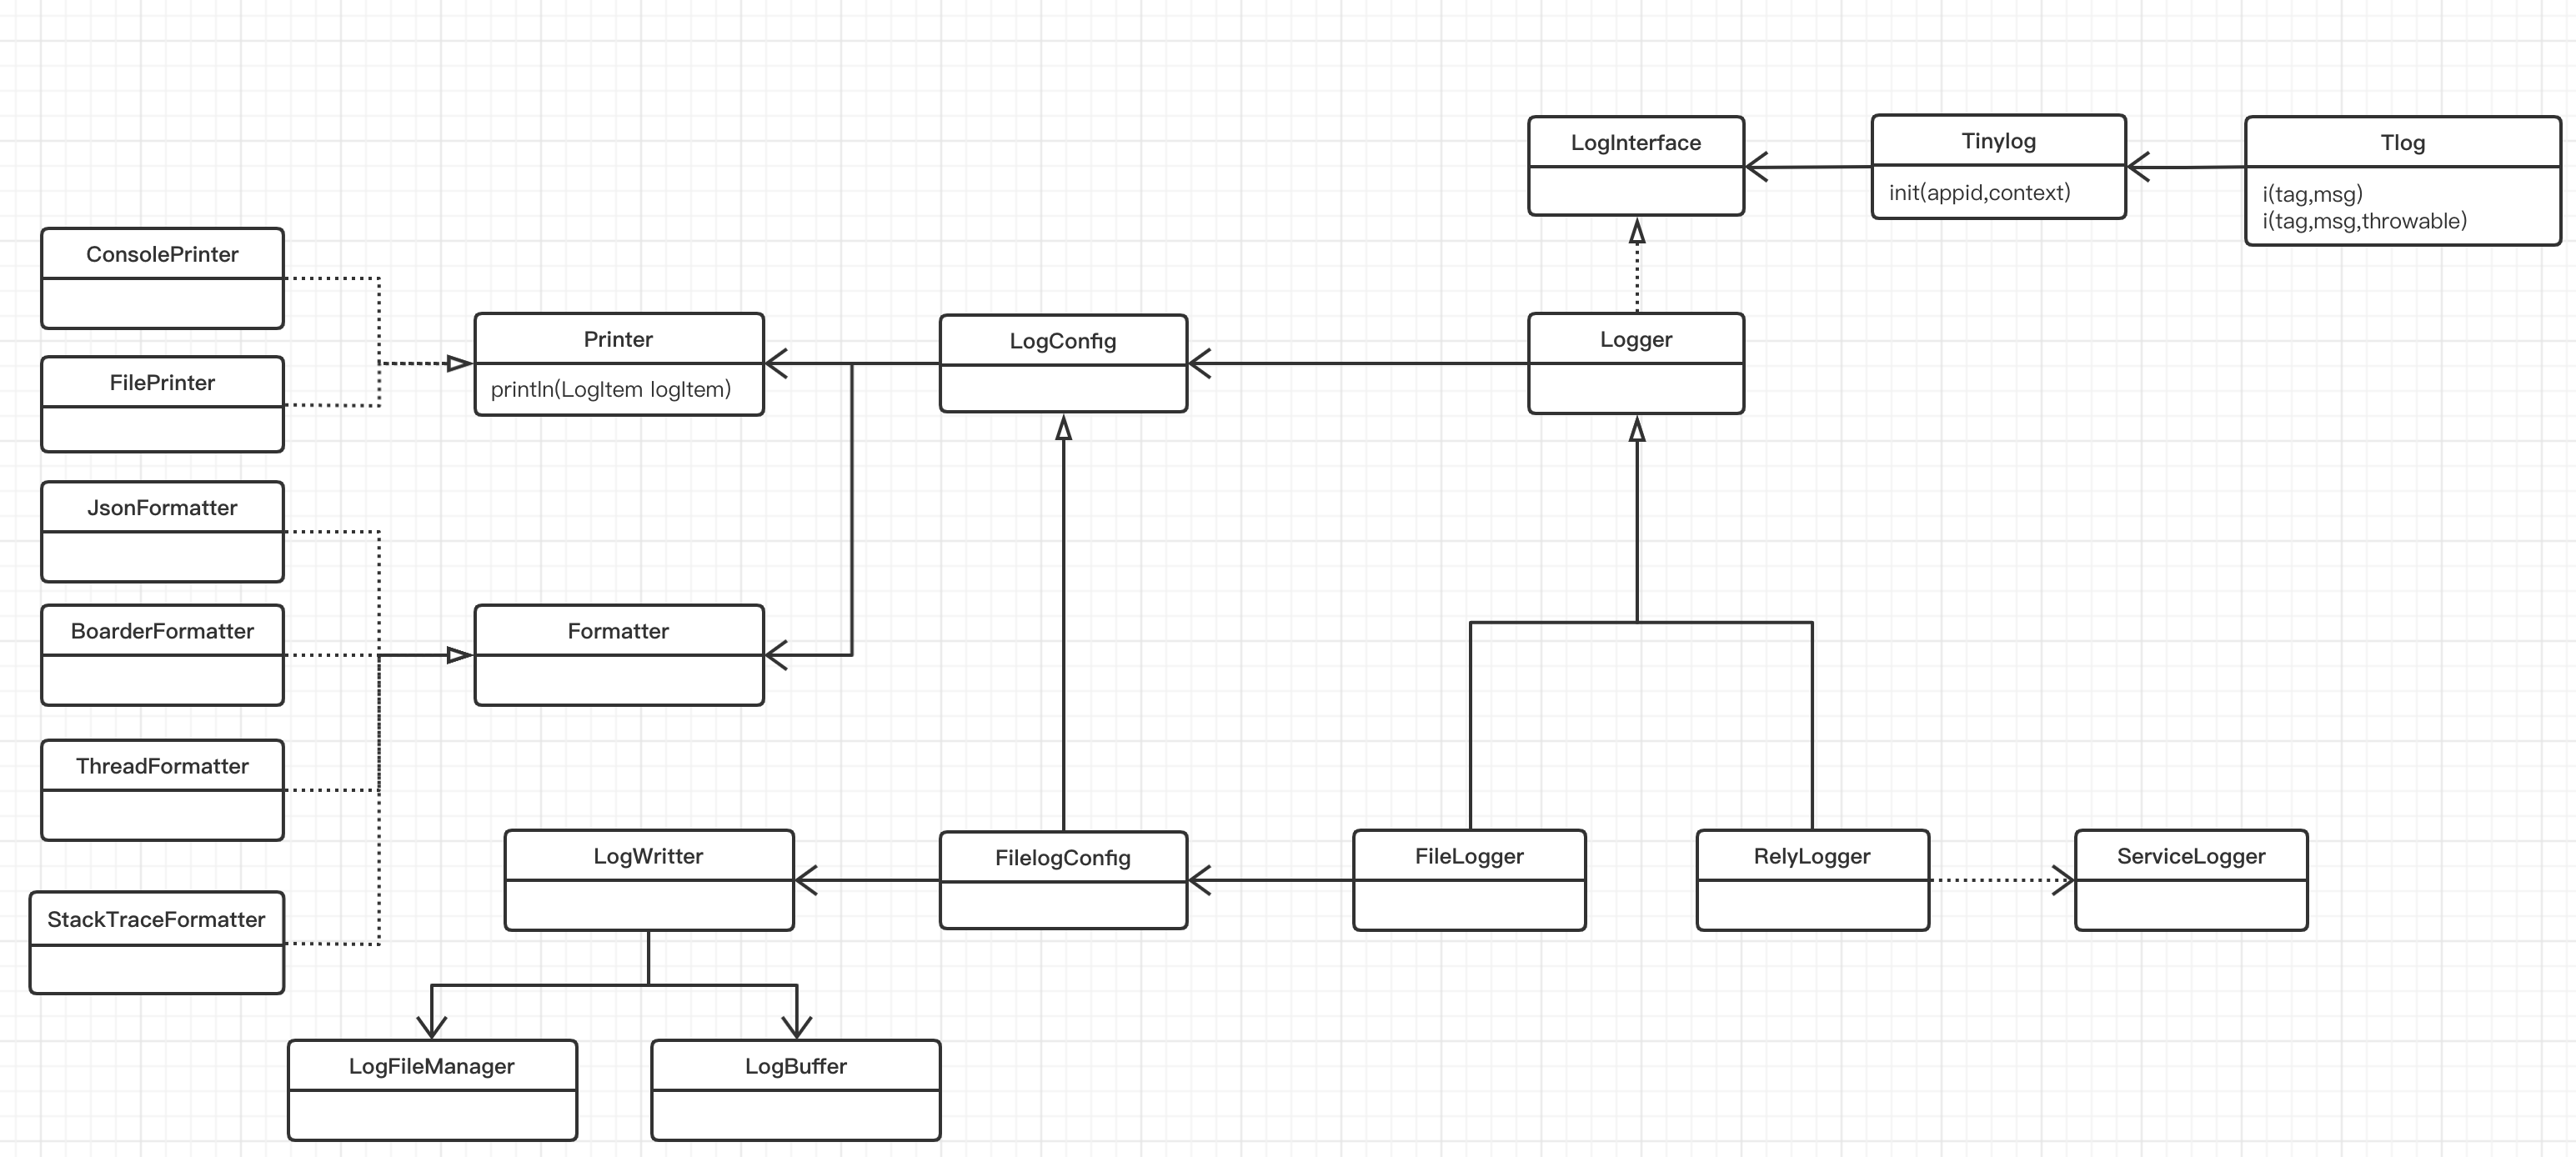 LogInterface
Tinylog
init(appid,context)
Tlog
i(tag,msg)
i(tag,msg,throwable)
ConsolePrinter
FilePrinter
Printer
println(LogItem logItem)
LogConfig
Logger
JsonFormatter
BoarderFormatter
Formatter
ThreadFormatter
StackTraceFormatter
LogWritter
FilelogConfig
FileLogger
RelyLogger
ServiceLogger
LogFileManager
LogBuffer